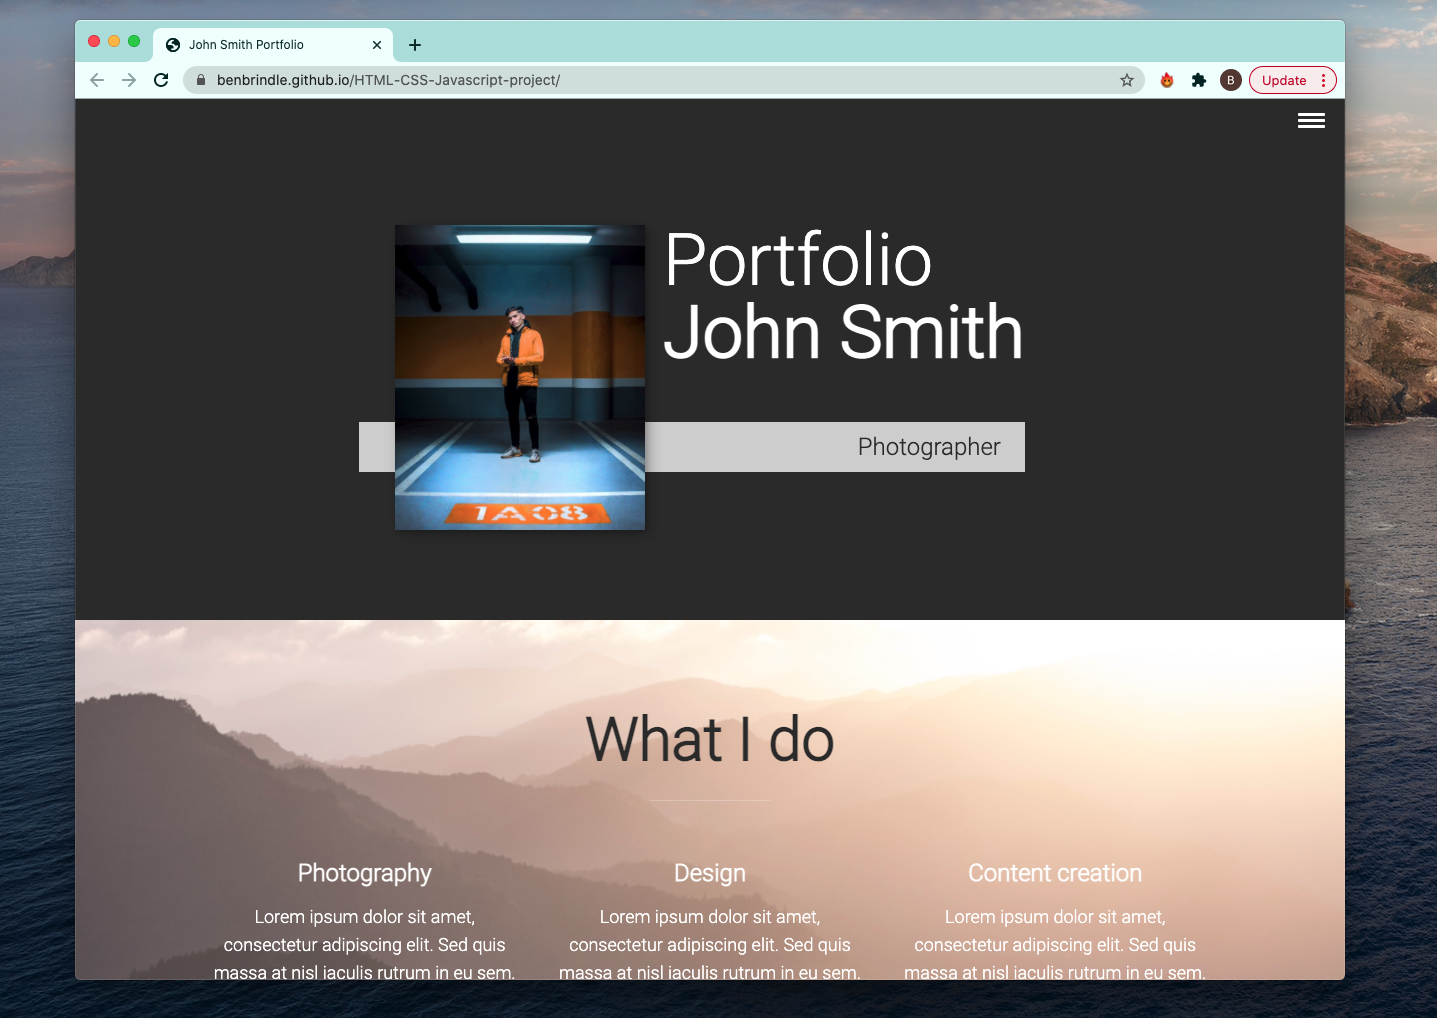 John Smith Portfolio
benbrindle.github.io/HTML-CSS-Javascript-project/
B
Update
Portfolio
John Smith
Photographer
1A08
What I do
Photography
Design
Content creation
Lorem ipsum dolor sit amet,
consectetur adipiscing elit. Sed quis
massa at nisl iaculis rutrum in eu sem.
Lorem ipsum dolor sit amet,
consectetur adipiscing elit. Sed quis
massa at nisl iaculis rutrum in eu sem.
Lorem ipsum dolor sit amet,
consectetur adipiscing elit. Sed quis
massa at nisl iaculis rutrum in eu sem.